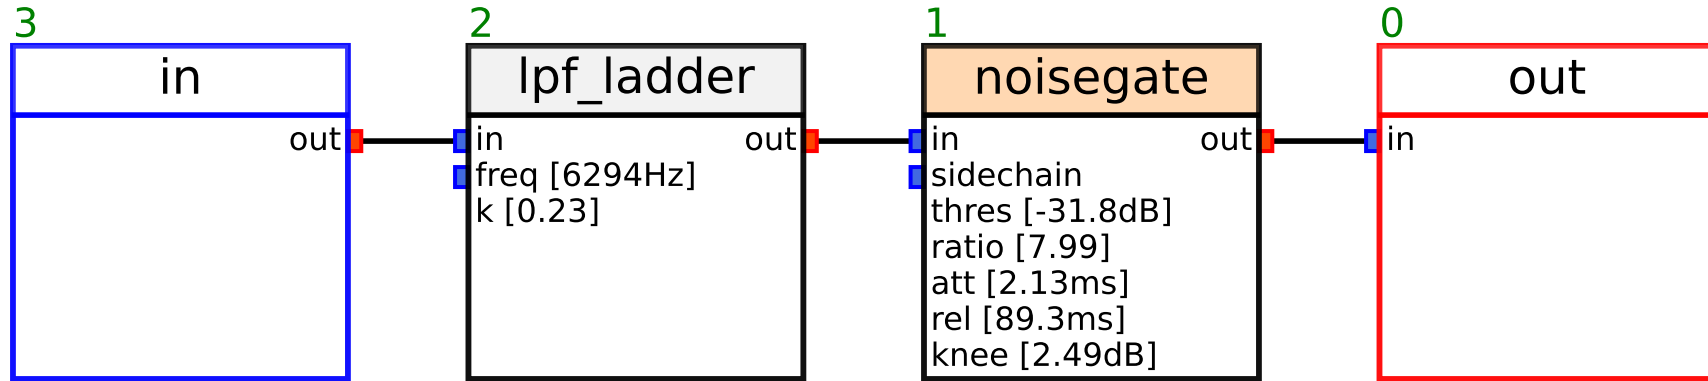 3
in
out
2
lpf_ladder
in
out
freq [6294Hz]
k [0.23]
1
noisegate
in
out
sidechain
thres [-31.8dB]
ratio [7.99]
att [2.13ms]
rel [89.3ms]
knee [2.49dB]
0
out
in